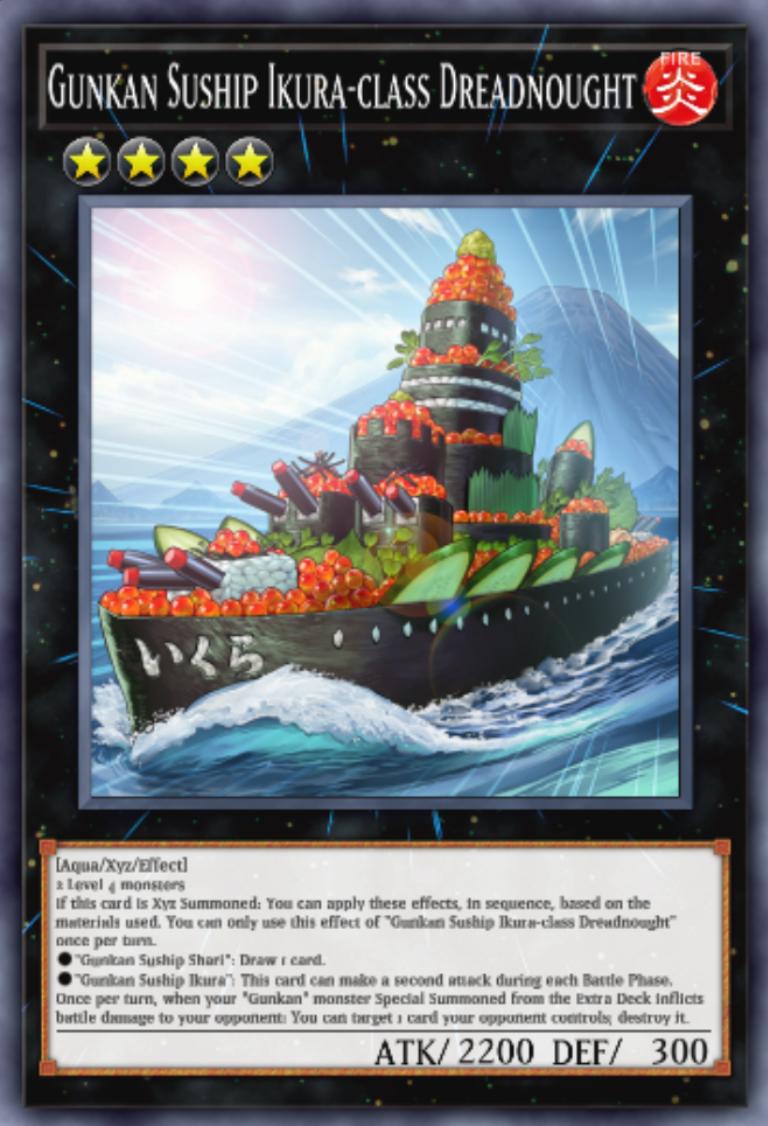 GUNKAN SUSHIP IKURA-CLASS DREADNOUGHT
FIRE
炎
いくら
[Aqua/Xyz/Effect]
2 Level 4 monsters
If this card is Xyz Summoned: You can apply these effects, in sequence, based on the
materials used. You can only use this effect of "Gunkan Suship Ikura-class Dreadnought"
once per turn.
●"Gunkan Suship Shari": Draw 1 card.
●"Gunkan Suship Ikura": This card can make a second attack during each Battle Phase.
Once per turn, when your "Gunkan" monster Special Summoned from the Extra Deck inflicts
battle damage to your opponent: You can target 1 card your opponent controls; destroy it.
ATK/ 2200 DEF/ 300